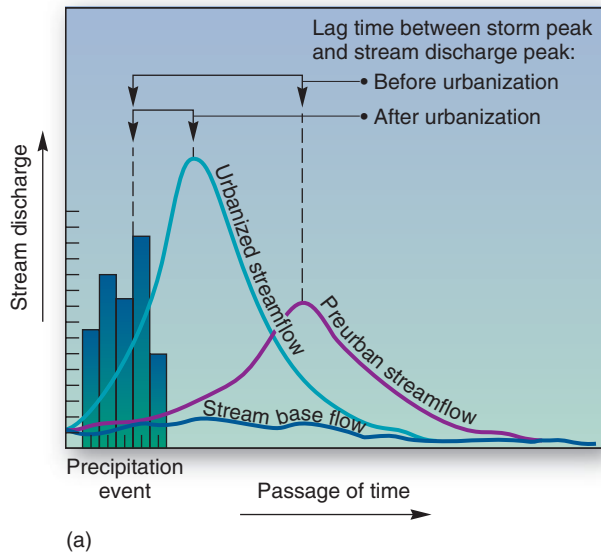 Lag time between storm peak
and stream discharge peak:
Before urbanization
After urbanization
Stream discharge
Urbanized streamflow
Preurban streamflow
Stream base flow
Precipitation
event
Passage of time
(a)